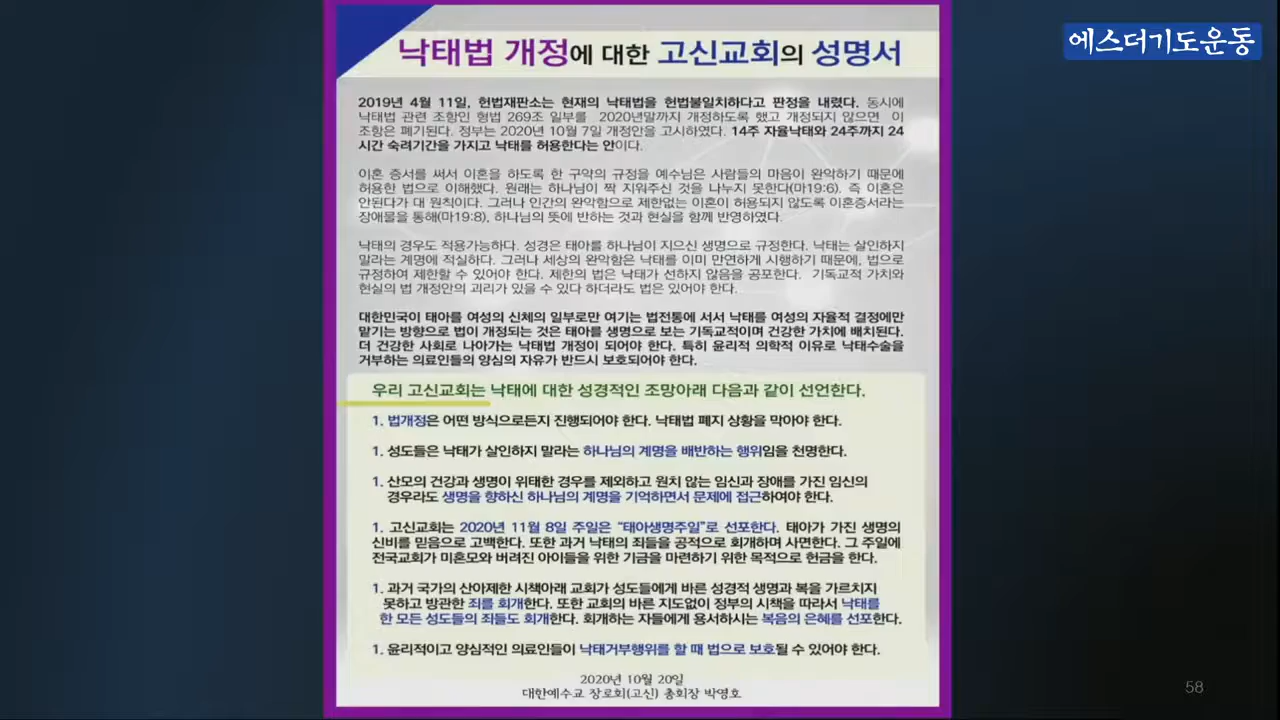 에스더기도운동
낙태법 개정에 대한 고신교회의 성명서
2019년 4월 11일, 헌법재판소는 현재의 낙태법을 헌법불일치하다고 판정을 내렸다. 동시에
낙태법 관련 조항인 형법 269조 일부를 2020년말까지 개정하도록 했고 개정되지 않으면 이
조항은 폐기된다. 정부는 2020년 10월 7일 개정안을 고시하였다. 14주 자율낙태와 24주까지 24
시간 숙려기간을 가지고 낙태를 허용한다는 안이다.
이혼 증서를 써서 이혼을 하도록 한 구약의 규정을 예수님은 사람들의 마음이 완악하기 때문에
허용한 법으로 이해했다. 원래는 하나님이 짝 지워주신 것을 나누지 못한다(마19:6). 즉 이혼은
안된다가 대 원칙이다. 그러나 인간의 완악함으로 제한없는 이혼이 허용되지 않도록 이혼증서라는
장애물을 통해(마19:8), 하나님의 뜻에 반하는 것과 현실을 함께 반영하였다.
낙태의 경우도 적용가능하다. 성경은 태아를 하나님이 지으신 생명으로 규정한다. 낙태는 살인하지
말라는 계명에 적실하다. 그러나 세상의 완악함은 낙태를 이미 만연하게 시행하기 때문에, 법으로
규정하여 제한할 수 있어야 한다. 제한의 법은 낙태가 선하지 않음을 공포한다. 기독교적 가치와
현실의 법 개정안의 괴리가 있을 수 있다 하더라도 법은 있어야 한다.
대한민국이 태아를 여성의 신체의 일부로만 여기는 법전통에 서서 낙태를 여성의 자율적 결정에만
맡기는 방향으로 법이 개정되는 것은 태아를 생명으로 보는 기독교적이며 건강한 가치에 배치된다.
더 건강한 사회로 나아가는 낙태법 개정이 되어야 한다. 특히 윤리적 의학적 이유로 낙태수술을
거부하는 의료인들의 양심의 자유가 반드시 보호되어야 한다.
우리 고신교회는 낙태에 대한 성경적인 조망아래 다음과 같이 선언한다.
1. 법개정은 어떤 방식으로든지 진행되어야 한다. 낙태법 폐지 상황을 막아야 한다.
1. 성도들은 낙태가 살인하지 말라는 하나님의 계명을 배반하는 행위임을 천명한다.
1. 산모의 건강과 생명이 위태한 경우를 제외하고 원치 않는 임신과 장애를 가진 임신의
경우라도 생명을 향하신 하나님의 계명을 기억하면서 문제에 접근하여야 한다.
1. 고신교회는 2020년 11월 8일 주일은 “태아생명주일”로 선포한다. 태아가 가진 생명의
신비를 믿음으로 고백한다. 또한 과거 낙태의 죄들을 공적으로 회개하며 사면한다. 그 주일에
전국교회가 미혼모와 버려진 아이들을 위한 기금을 마련하기 위한 목적으로 헌금을 한다.
1. 과거 국가의 산아제한 시책아래 교회가 성도들에게 바른 성경적 생명과 복을 가르치지
못하고 방관한 죄를 회개한다. 또한 교회의 바른 지도없이 정부의 시책을 따라서 낙태를
한 모든 성도들의 죄들도 회개한다. 회개하는 자들에게 용서하시는 복음의 은혜를 선포한다.
1. 윤리적이고 양심적인 의료인들이 낙태거부행위를 할 때 법으로 보호될 수 있어야 한다.
2020년 10월 20일
대한예수교 장로회(고신) 총회장 박영호
58